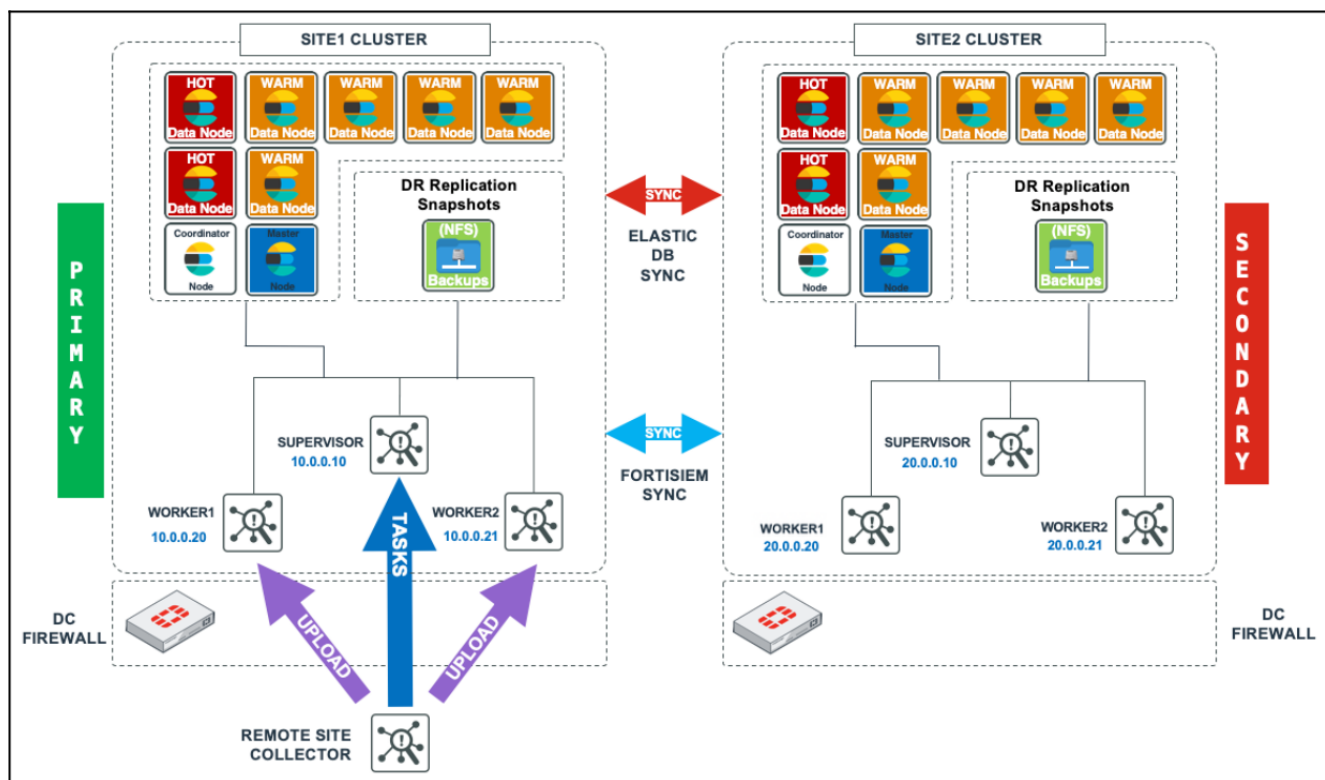 SITE1 CLUSTER
HOT
Data Node
WARM
Data Node
WARM
Data Node
WARM
Data Node
WARM
Data Node
HOT
Data Node
WARM
Data Node
Coordinator
Node
Master
Node
DR Replication
Snapshots
(NFS)
Backups
PRIMARY
SUPERVISOR
10.0.0.10
WORKER1
10.0.0.20
WORKER2
10.0.0.21
TASKS
UPLOAD
UPLOAD
DC
FIREWALL
REMOTE SITE
COLLECTOR
SYNC
ELASTIC
DB
SYNC
SYNC
FORTISIEM
SYNC
SITE2 CLUSTER
HOT
Data Node
WARM
Data Node
WARM
Data Node
WARM
Data Node
WARM
Data Node
HOT
Data Node
WARM
Data Node
Coordinator
Node
Master
Node
DR Replication
Snapshots
(NFS)
Backups
SECONDARY
SUPERVISOR
20.0.0.10
WORKER1
20.0.0.20
WORKER2
20.0.0.21
DC
FIREWALL